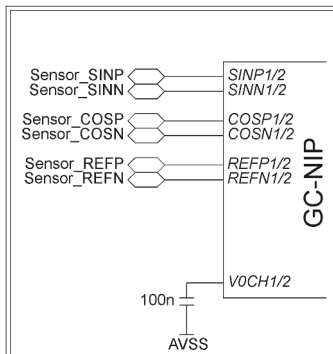 Sensor_SINP SINP1/2
Sensor_SINN SINN1/2
Sensor_COSP COSP1/2
Sensor_COSN COSN1/2
Sensor_REFP REFP1/2
Sensor_REFN REFN1/2
GC-NIP
V0CH1/2
100n
AVSS